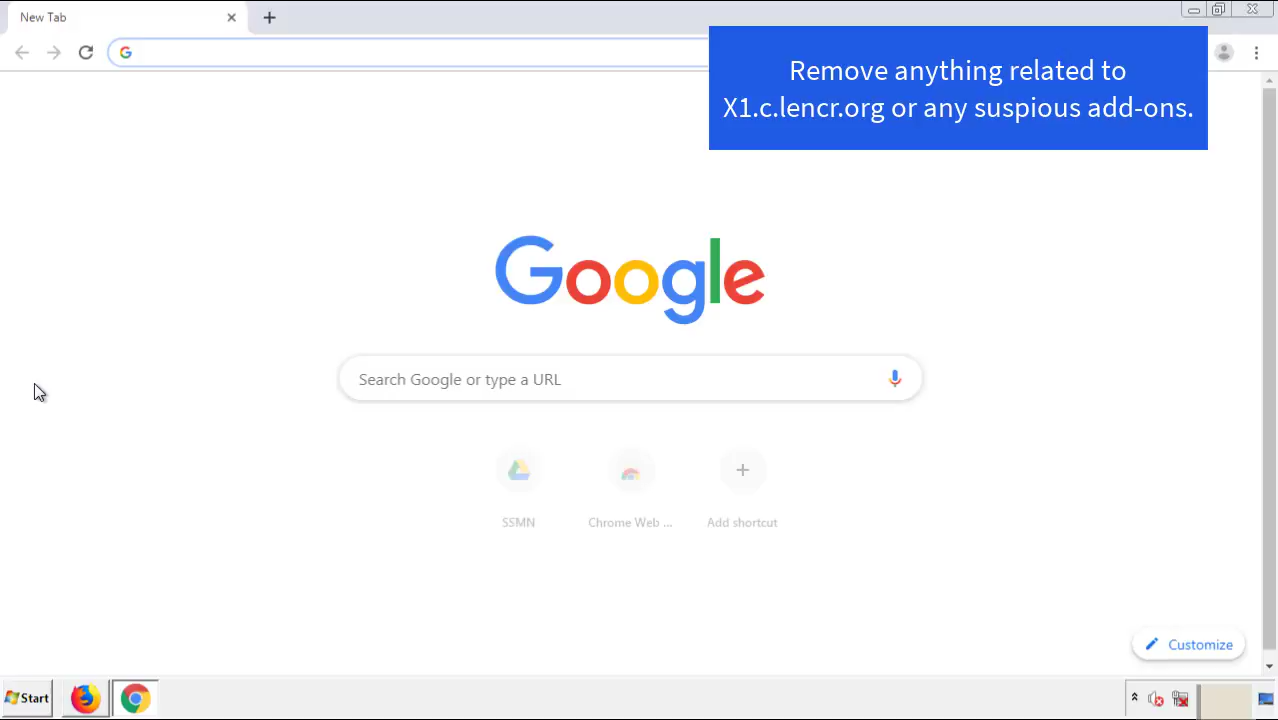 New Tab
Remove anything related to
X1.c.lencr.org or any suspious add-ons.
Google
Search Google or type a URL
SSMN
Chrome Web ...
Add shortcut
Customize
Start